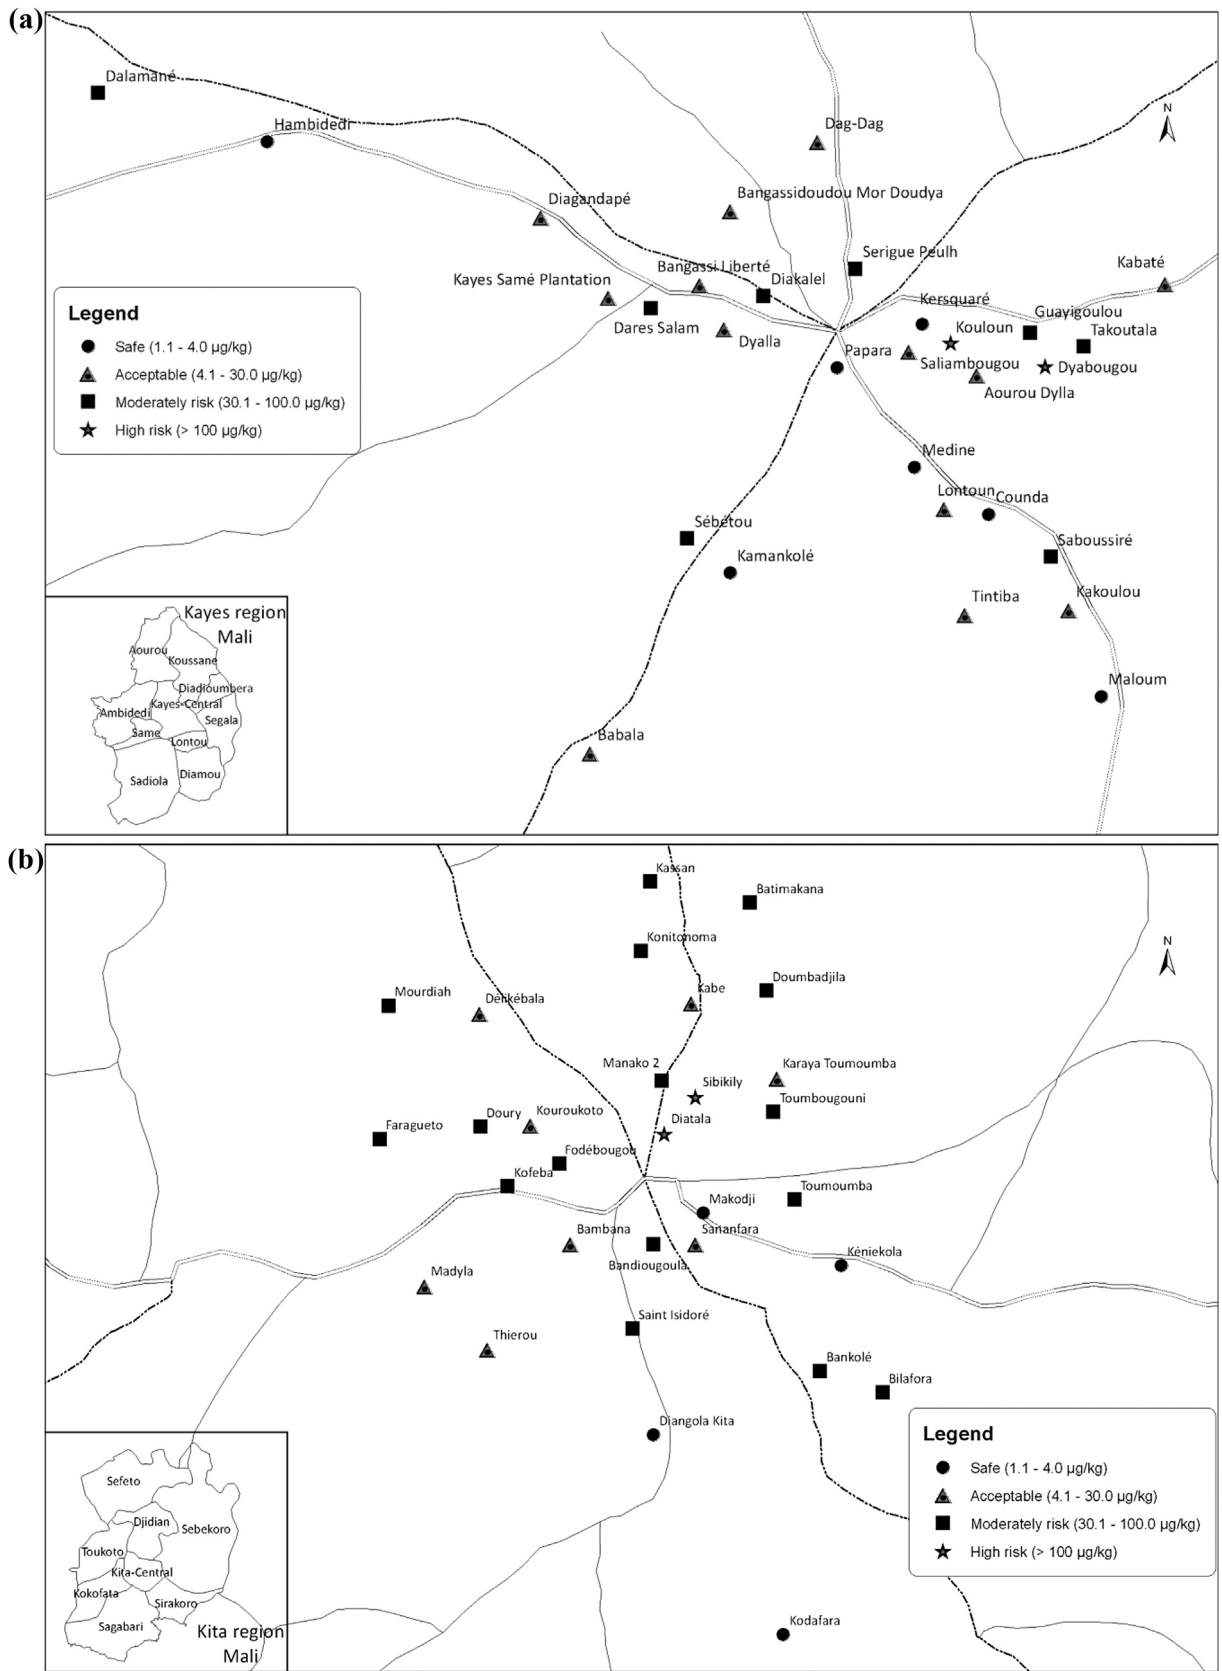 (a)
Dalamané
Hambidedi
Dag-Dag
N
Diagandapé
Bangassidoudou Mor Doudya
Serigue Peulh
Kabaté
Kayes Samé Plantation
Bangassi Liberté
Diakalel
Kersquaré
Guayigoulou
Dares Salam
Dyalla
Kouloun
Takoutala
Papara
Saliambougou
Dyabougou
Aourou Dylla
Legend
Safe (1.1 - 4.0 µg/kg)
Acceptable (4.1 - 30.0 µg/kg)
Moderately risk (30.1 - 100.0 µg/kg)
High risk (> 100 µg/kg)
Medine
Lontoun
Counda
Sébétou
Saboussiré
Kamankolé
Tintiba
Kakoulou
Maloum
Babala
Kayes region
Mali
Aourou
Koussane
Diadioumbera
Kayes-Central
Ambidedi
Segala
Same
Lontou
Sadiola
Diamou
(b)
Kassan
Batimakana
Konitonoma
N
Doumbadjila
Mourdiah
Délikébala
Kabe
Manako 2
Karaya Toumoumba
Sibikily
Toumbougouni
Doury
Kouroukoto
Diatala
Faragueto
Fodébougou
Kofeba
Toumoumba
Makodji
Bambana
Sananfara
Kéniekola
Bandiougoula
Madyla
Saint Isidoré
Thierou
Bankolé
Bilafora
Diangola Kita
Legend
Safe (1.1 - 4.0 µg/kg)
Acceptable (4.1 - 30.0 µg/kg)
Moderately risk (30.1 - 100.0 µg/kg)
High risk (> 100 µg/kg)
Kodafara
Sefeto
Djidian
Sebekoro
Toukoto
Kita-Central
Kokofata
Sirakoro
Sagabari
Kita region
Mali